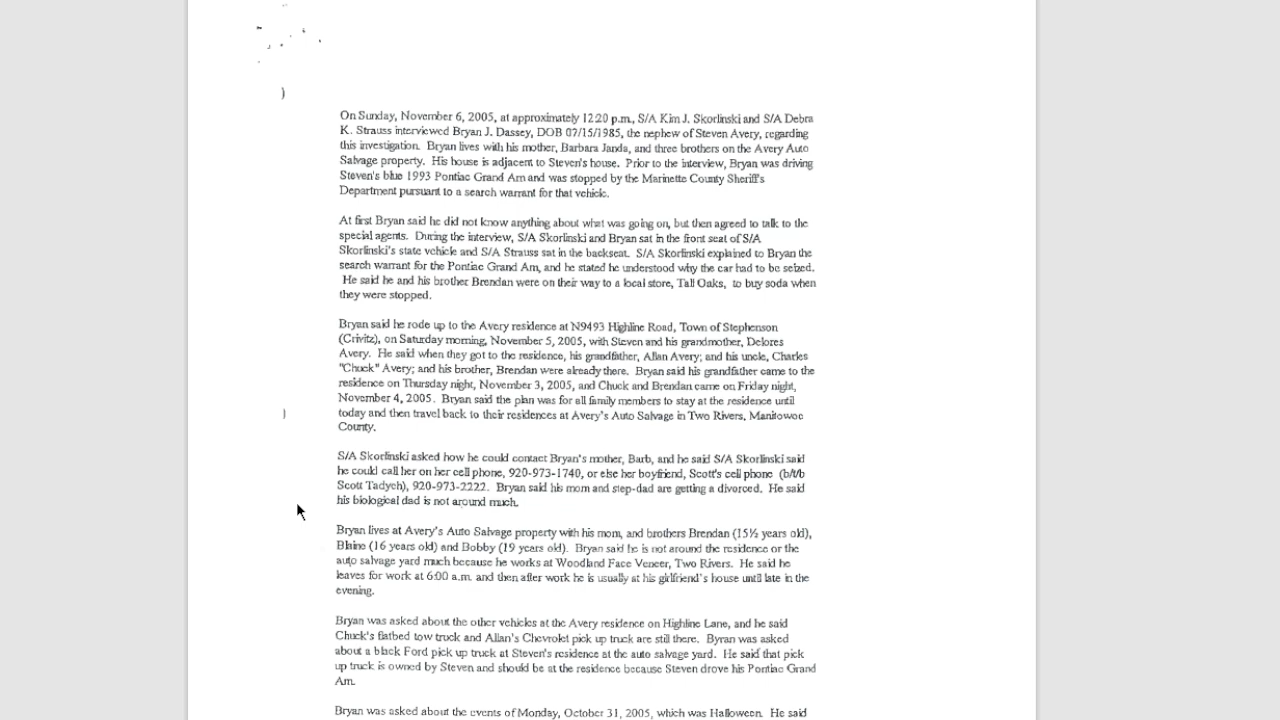 On Sunday, November 6, 2005, at approximately 12:20 p.m., S/A Kim J. Skorlinski and S/A Debra
K. Strauss interviewed Bryan J. Dassey, DOB 07/15/1985, the nephew of Steven Avery, regarding
this investigation. Bryan lives with his mother, Barbara Janda, and three brothers on the Avery Auto
Salvage property. His house is adjacent to Steven's house. Prior to the interview, Bryan was driving
Steven's blue 1993 Pontiac Grand Am and was stopped by the Marinette County Sheriff's
Department pursuant to a search warrant for that vehicle.
At first Bryan said he did not know anything about what was going on, but then agreed to talk to the
special agents. During the interview, S/A Skorlinski and Bryan sat in the front seat of S/A
Skorlinski's state vehicle and S/A Strauss sat in the backseat. S/A Skorlinski explained to Bryan the
search warrant for the Pontiac Grand Am, and he stated he understood why the car had to be seized.
He said he and his brother Brendan were on their way to a local store, Tall Oaks, to buy soda when
they were stopped.
Bryan said he rode up to the Avery residence at N9493 Highline Road, Town of Stephenson
(Crivitz), on Saturday morning, November 5, 2005, with Steven and his grandmother, Delores
Avery. He said when they got to the residence, his grandfather, Allan Avery; and his uncle, Charles
"Chuck" Avery; and his brother, Brendan were already there. Bryan said his grandfather came to the
residence on Thursday night, November 3, 2005, and Chuck and Brendan came on Friday night,
November 4, 2005. Bryan said the plan was for all family members to stay at the residence until
today and then travel back to their residences at Avery's Auto Salvage in Two Rivers, Manitowoc
County.
S/A Skorlinski asked how he could contact Bryan's mother, Barb, and he said S/A Skorlinski said
he could call her on her cell phone, 920-973-1740, or else her boyfriend, Scott's cell phone (b/t/b
Scott Tadych), 920-973-2222. Bryan said his mom and step-dad are getting a divorced. He said
his biological dad is not around much.
Bryan lives at Avery's Auto Salvage property with his mom, and brothers Brendan (15½ years old),
Blaine (16 years old) and Bobby (19 years old). Bryan said he is not around the residence or the
auto salvage yard much because he works at Woodland Face Veneer, Two Rivers. He said he
leaves for work at 6:00 a.m. and then after work he is usually at his girlfriend's house until late in the
evening.
Bryan was asked about the other vehicles at the Avery residence on Highline Lane, and he said
Chuck's flatbed tow truck and Allan's Chevrolet pick up truck are still there. Byran was asked
about a black Ford pick up truck at Steven's residence at the auto salvage yard. He said that pick
up truck is owned by Steven and should be at the residence because Steven drove his Pontiac Grand
Am.
Bryan was asked about the events of Monday, October 31, 2005, which was Halloween. He said